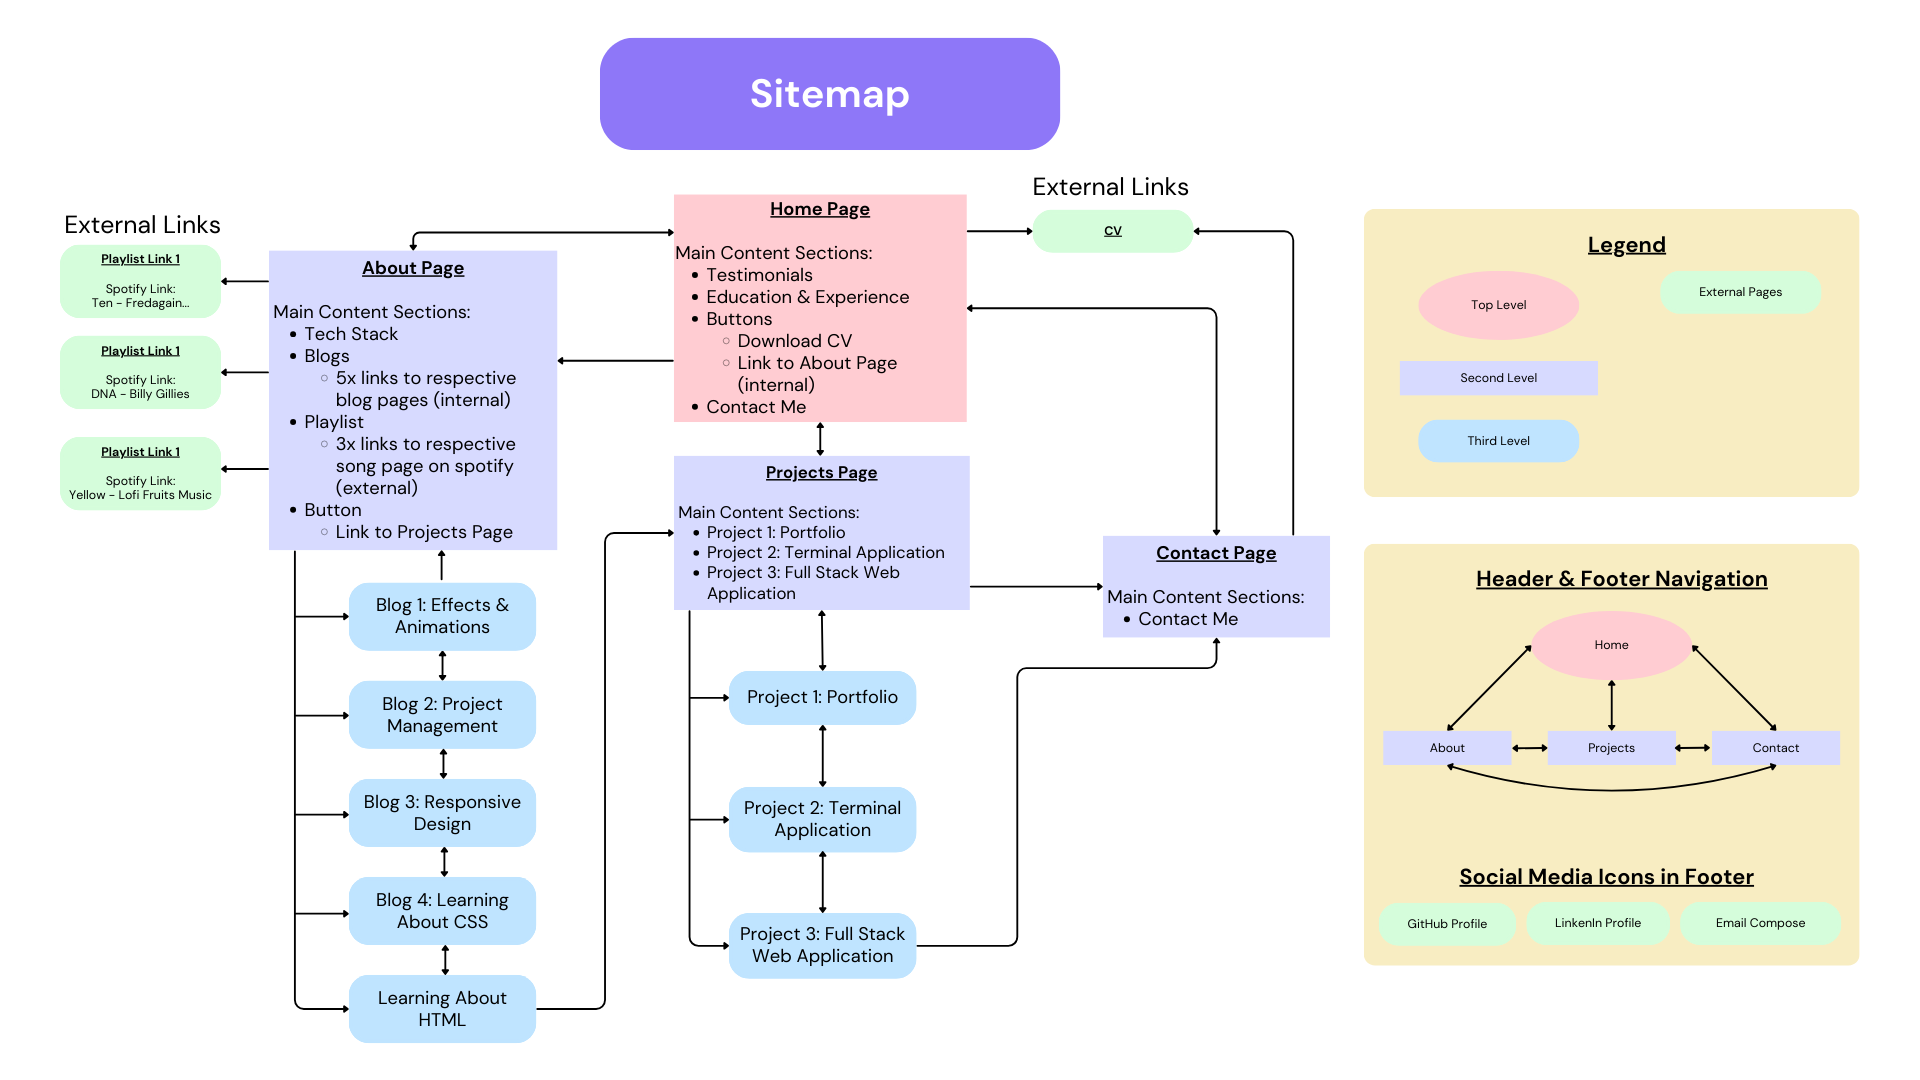 Sitemap
External Links
Playlist Link 1
Spotify Link:
Ten - Fredagain...
Playlist Link 1
Spotify Link:
DNA - Billy Gillies
Playlist Link 1
Spotify Link:
Yellow - Lofi Fruits Music
About Page
Main Content Sections:
Tech Stack
Blogs
5x links to respective
blog pages (internal)
Playlist
3x links to respective
song page on spotify
(external)
Button
Link to Projects Page
Blog 1: Effects &
Animations
Blog 2: Project
Management
Blog 3: Responsive
Design
Blog 4: Learning
About CSS
Learning About
HTML
Home Page
Main Content Sections:
Testimonials
Education & Experience
Buttons
Download CV
Link to About Page
(internal)
Contact Me
Projects Page
Main Content Sections:
Project 1: Portfolio
Project 2: Terminal Application
Project 3: Full Stack Web
Application
Project 1: Portfolio
Project 2: Terminal
Application
Project 3: Full Stack
Web Application
External Links
CV
Contact Page
Main Content Sections:
Contact Me
Legend
Top Level
External Pages
Second Level
Third Level
Header & Footer Navigation
Home
About
Projects
Contact
Social Media Icons in Footer
GitHub Profile
LinkenIn Profile
Email Compose